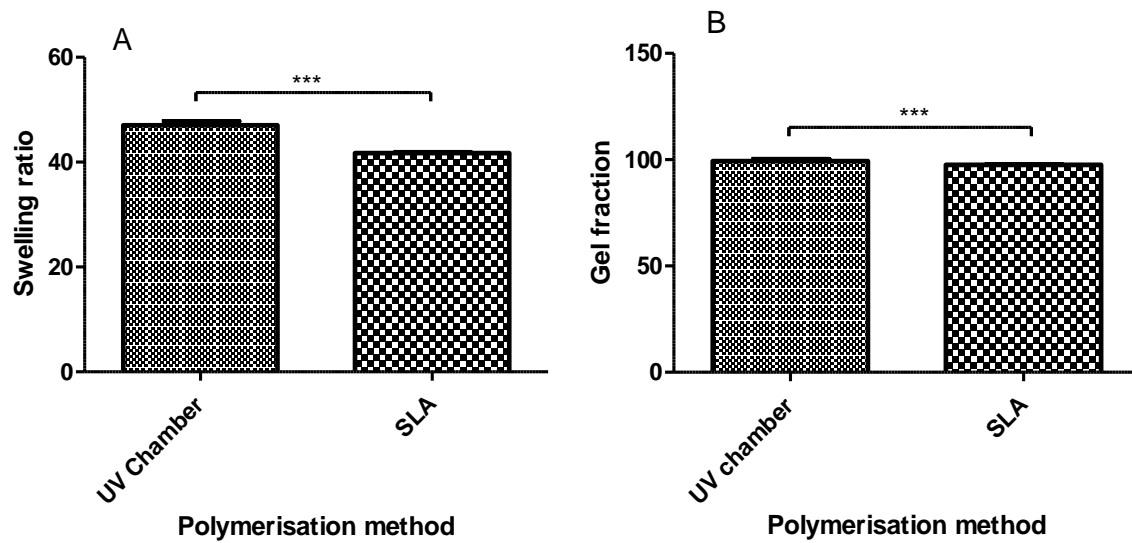 A
60
40
20
0
Swelling ratio
***
UV Chamber
SLA
Polymerisation method
B
150
100
50
0
Gel fraction
***
UV chamber
SLA
Polymerisation method